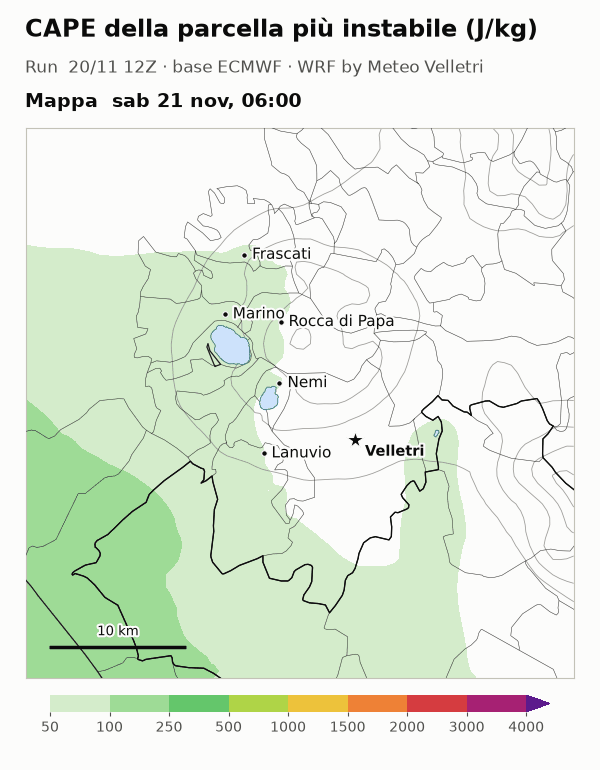 CAPE della parcella più instabile (J/kg)
Run  20/11 12Z · base ECMWF · WRF by Meteo Velletri
Mappa  sab 21 nov, 06:00
Frascati
Marino
Rocca di Papa
Nemi
Velletri
Lanuvio
10 km
50 100 250 500 1000 1500 2000 3000 4000